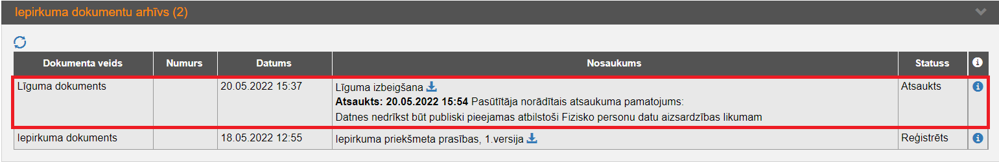 Iepirkuma dokumentu arhīvs (2)
Dokumenta veids Numurs Datums Nosaukums Statuss
Līguma dokuments 20.05.2022 15:37 Līguma izbeigšana Atsaukts
Atsaukts: 20.05.2022 15:54 Pasūtītāja norādītais atsaukuma pamatojums:
Datnes nedrīkst būt publiski pieejamas atbilstoši Fizisko personu datu aizsardzības likumam
Iepirkuma dokuments 18.05.2022 12:55 Iepirkuma priekšmeta prasības, 1.versija Reģistrēts